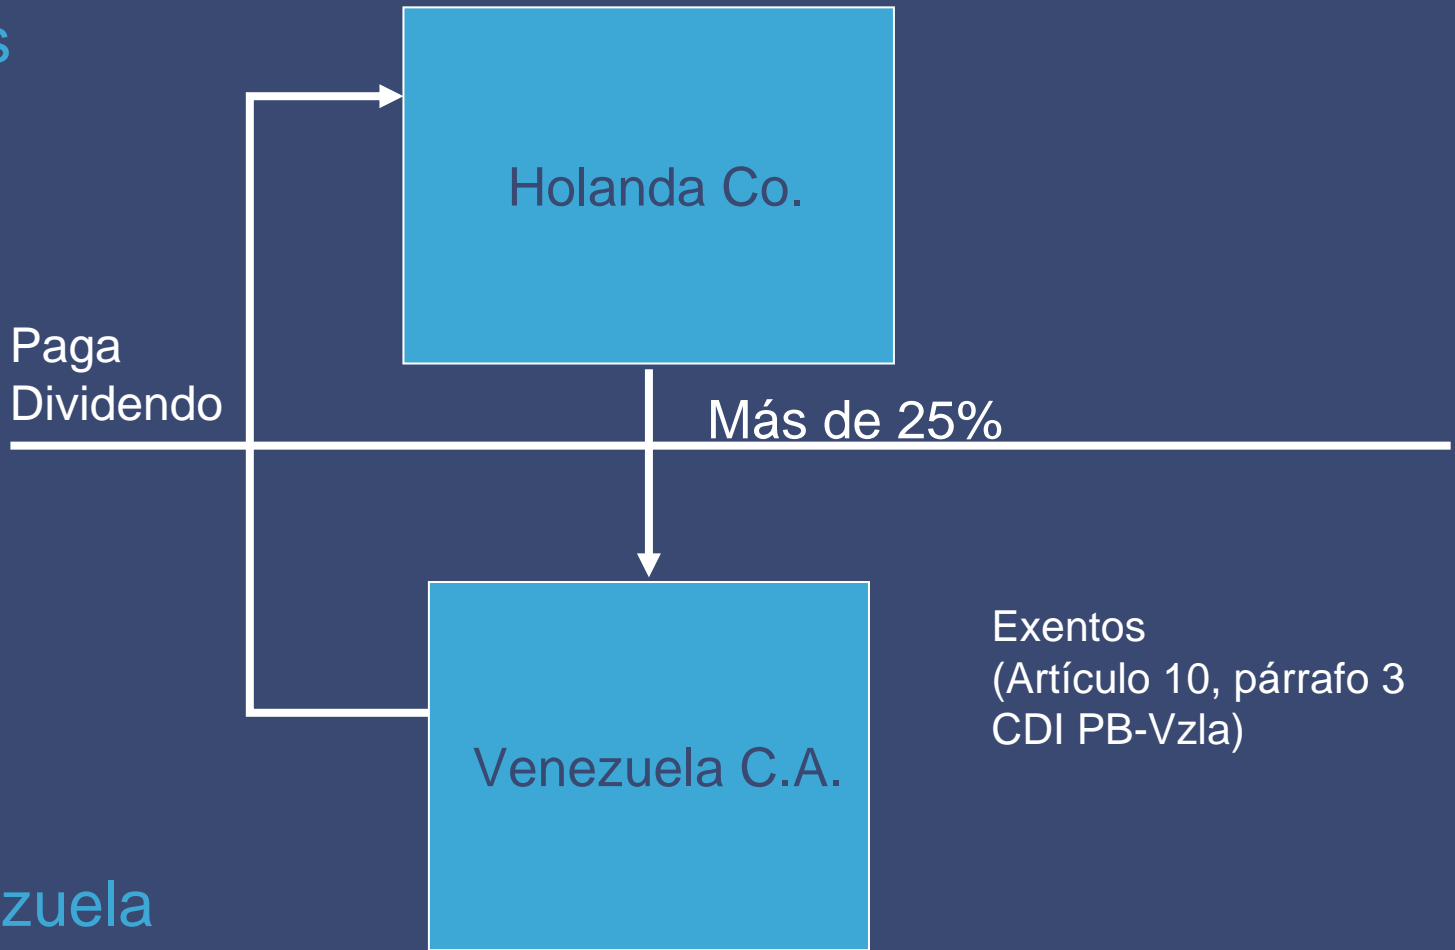 s
Holanda Co.
Paga
Dividendo
Más de 25%
Exentos
(Artículo 10, párrafo 3
CDI PB-Vzla)
Venezuela C.A.
zuela